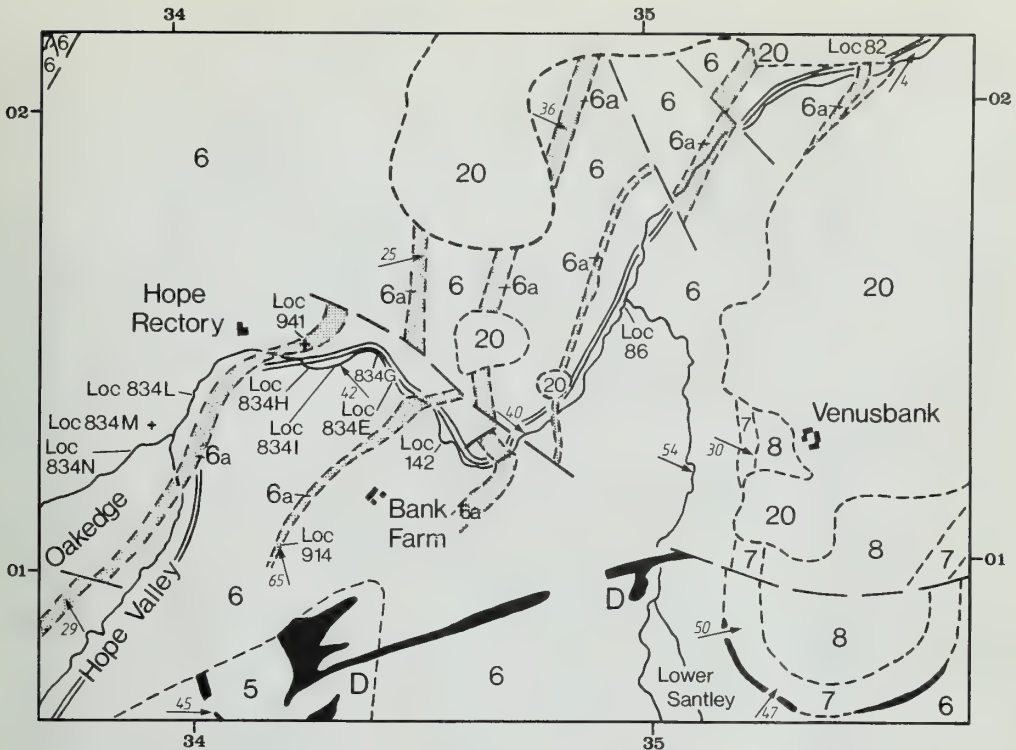 34
35
7
6
6
20
Loc 82
4
6
02
02
36
6a
6
6a
6a
6
20
6
25
6a
6
6a
6a
6
20
Hope
Rectory
Loc
941
20
Loc
86
Loc 834L
Loc
834H
42
834G
20
Loc 834M +
Loc
834I
Loc
834E
40
7
Venusbank
Loc
834N
6a
Loc
142
54
30
8
6a
Bank
Farm
6a
20
Oakedge
Loc
914
8
01
65
D
7
7
01
Hope Valley
6
29
50
8
5
D
6
Lower
Santley
7
6
45
47
34
35